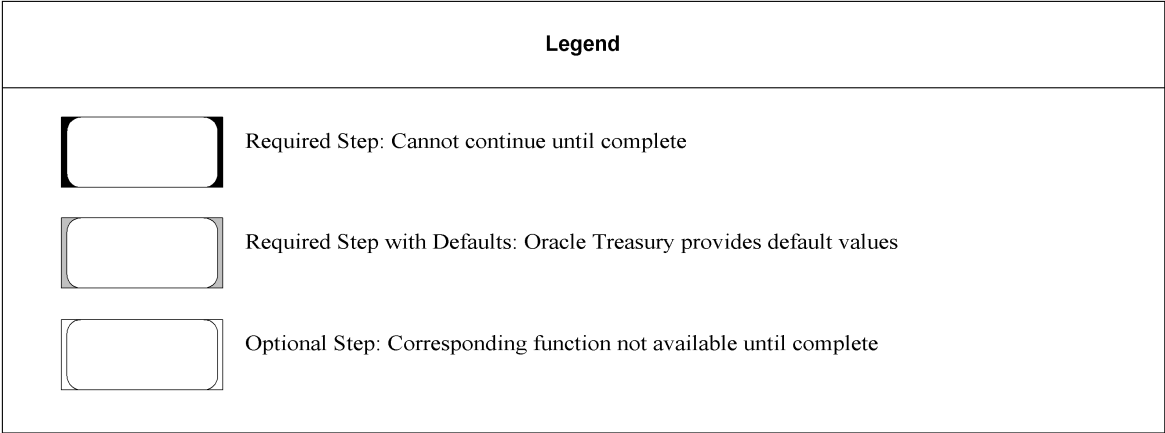 Legend
Required Step: Cannot continue until complete
Required Step with Defaults: Oracle Treasury provides default values
Optional Step: Corresponding function not available until complete